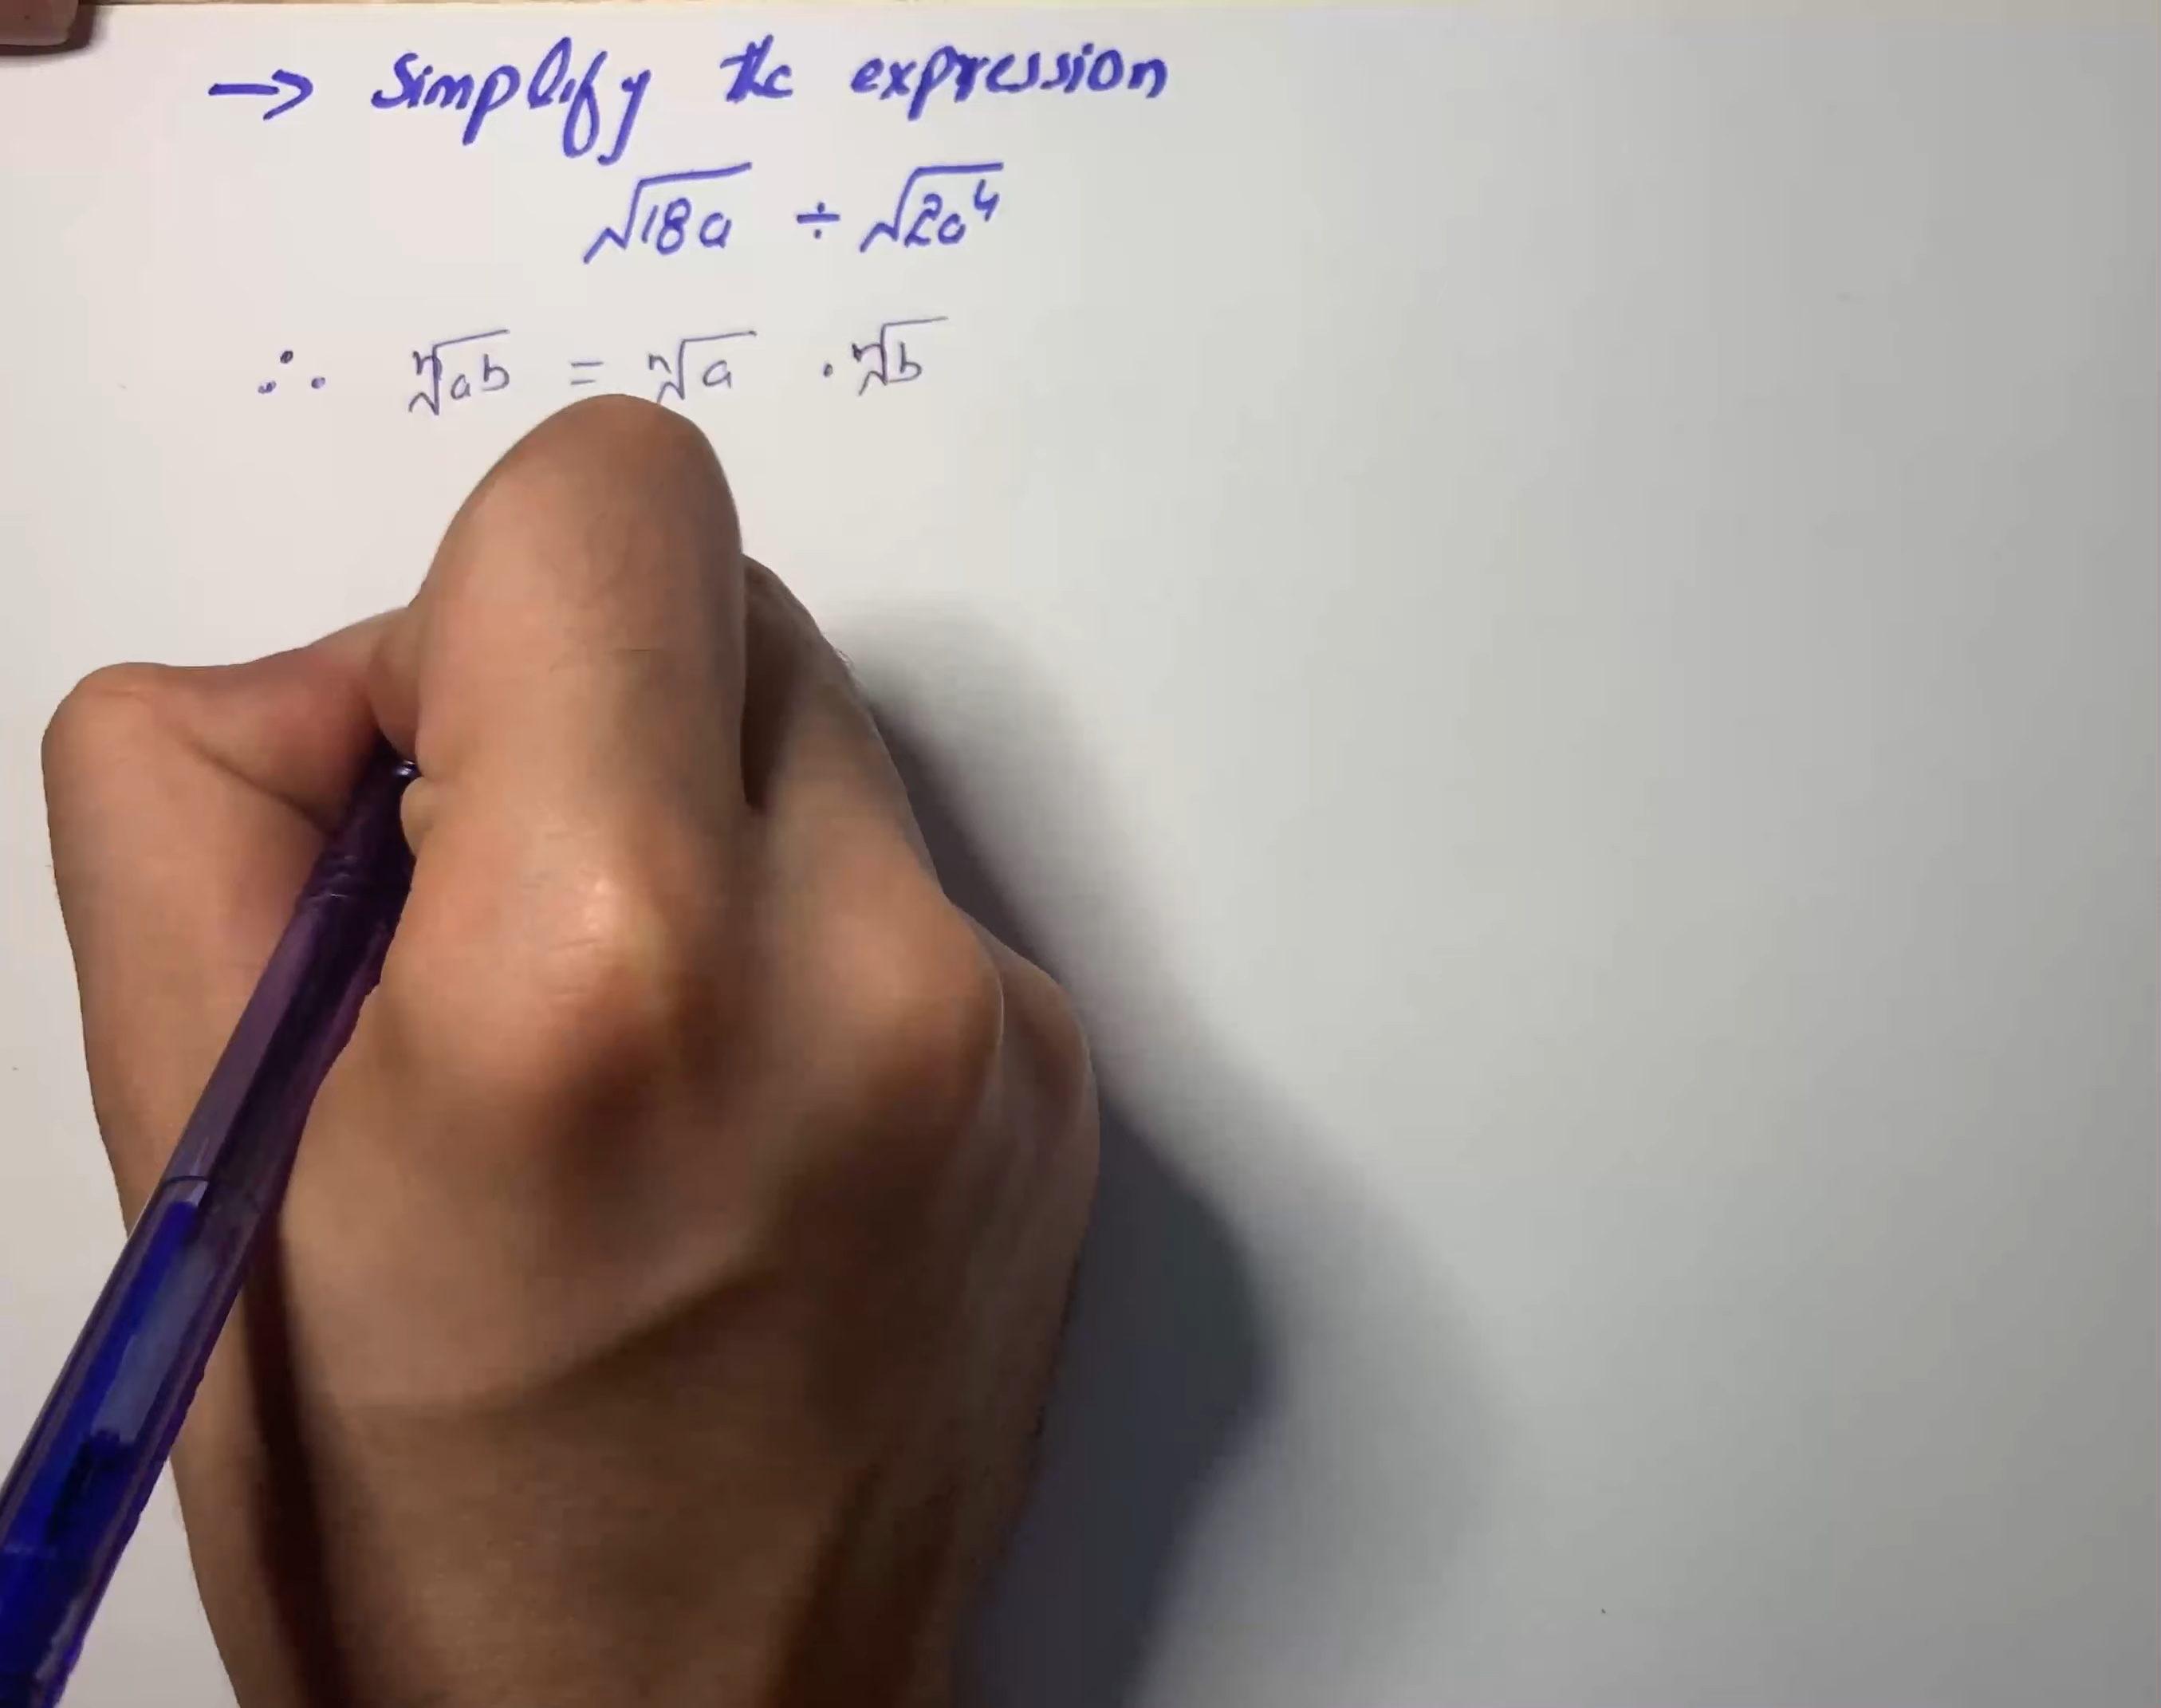 → Simplify the expression
√18a ÷ √2a⁴
∴ ⁿ√ab = ⁿ√a · ⁿ√b